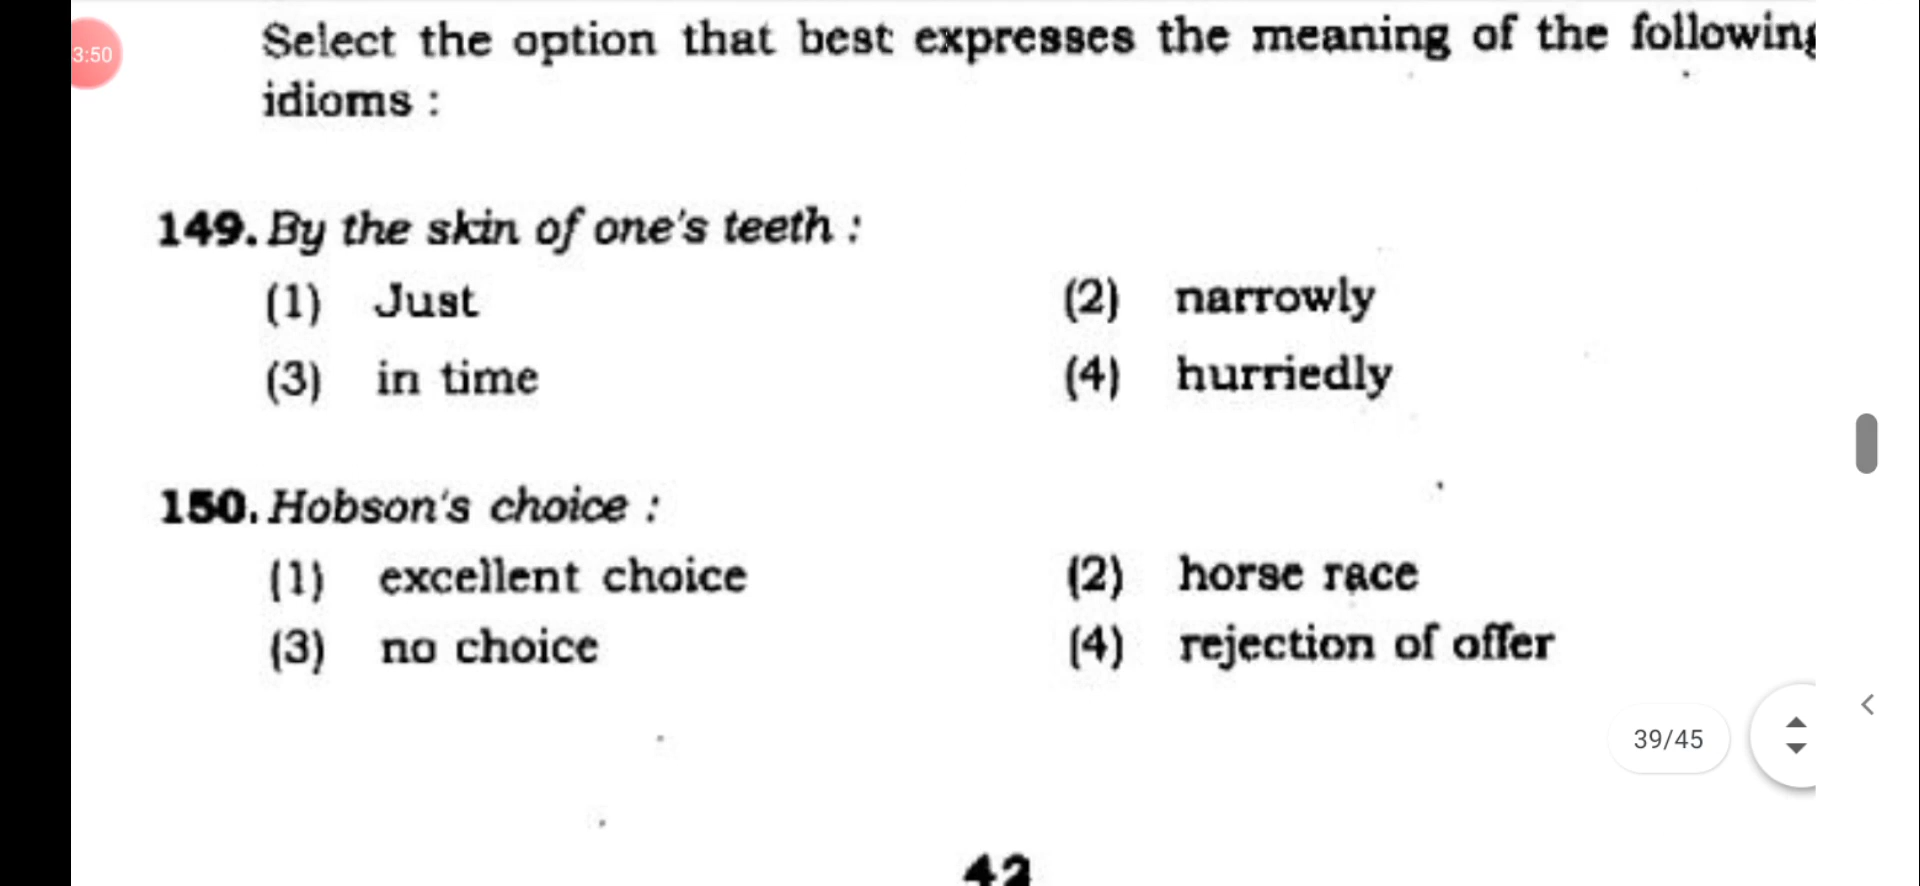 3:50
Select the option that best expresses the meaning of the following
idioms :
149. By the skin of one's teeth :
(1) Just (2) narrowly
(3) in time (4) hurriedly
150. Hobson's choice :
(1) excellent choice (2) horse race
(3) no choice (4) rejection of offer
39/45
42